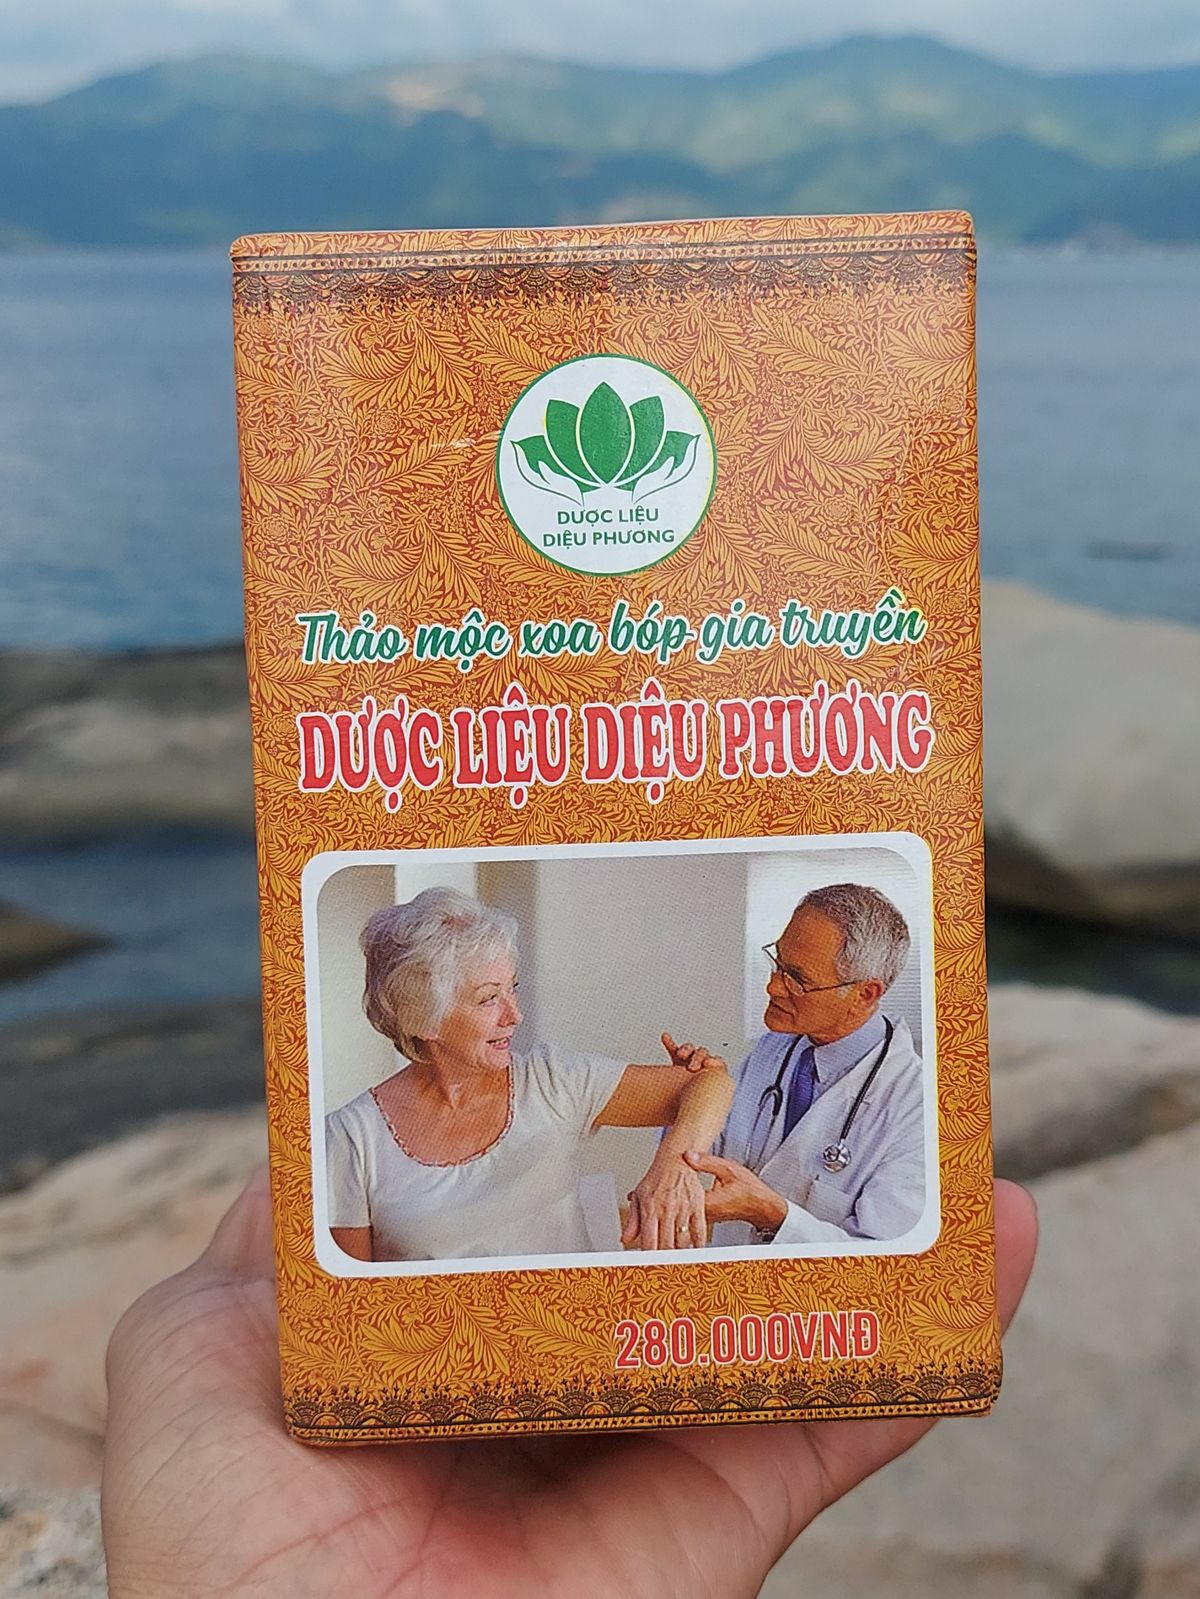 DƯỢC LIỆU
DIỆU PHƯƠNG
Thảo mộc xoa bóp gia truyền
DƯỢC LIỆU DIỆU PHƯƠNG
280.000VNĐ